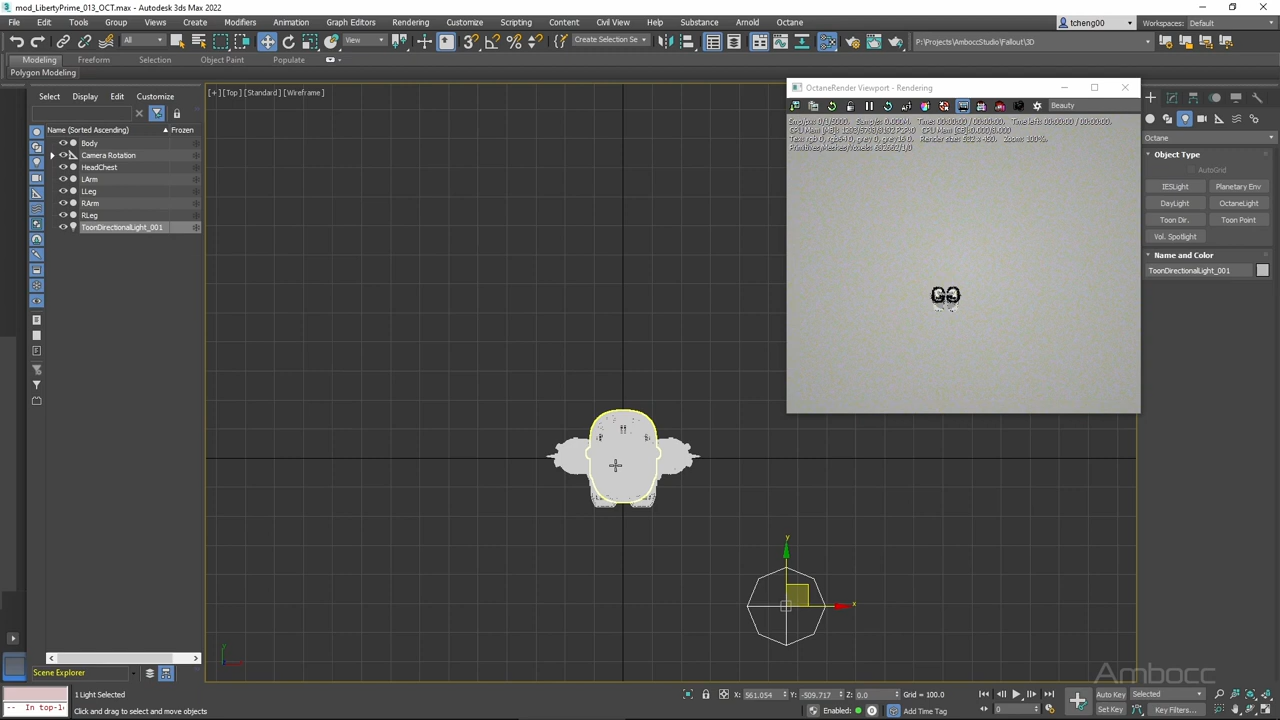 mod_LibertyPrime_013_OCT.max - Autodesk 3ds Max 2022
File Edit Tools Group Views Create Modifiers Animation Graph Editors Rendering Customize Scripting Content Civil View Help Substance Arnold Octane
tcheng00
Workspaces: Default
All
View
Create Selection Se
P:\Projects\AmboccStudio\Fallout\3D
Modeling Freeform Selection Object Paint Populate
Polygon Modeling
Select Display Edit Customize
Name (Sorted Ascending) Frozen
Body
Camera Rotation
HeadChest
LArm
LLeg
RArm
RLeg
ToonDirectionalLight_001
[+] [Top] [Standard] [Wireframe]
OctaneRender Viewport - Rendering
Beauty
Octane
Object Type
AutoGrid
IESLight Planetary Env
DayLight OctaneLight
Toon Dir. Toon Point
Vol. Spotlight
Name and Color
ToonDirectionalLight_001
y
x
Ambocc
Scene Explorer
1 Light Selected
X: 561.054 Y: -509.717 Z: 0.0 Grid = 100.0
Auto Key Selected
-- In top-l
Click and drag to select and move objects
Enabled:
Add Time Tag
0
Set Key Key Filters...